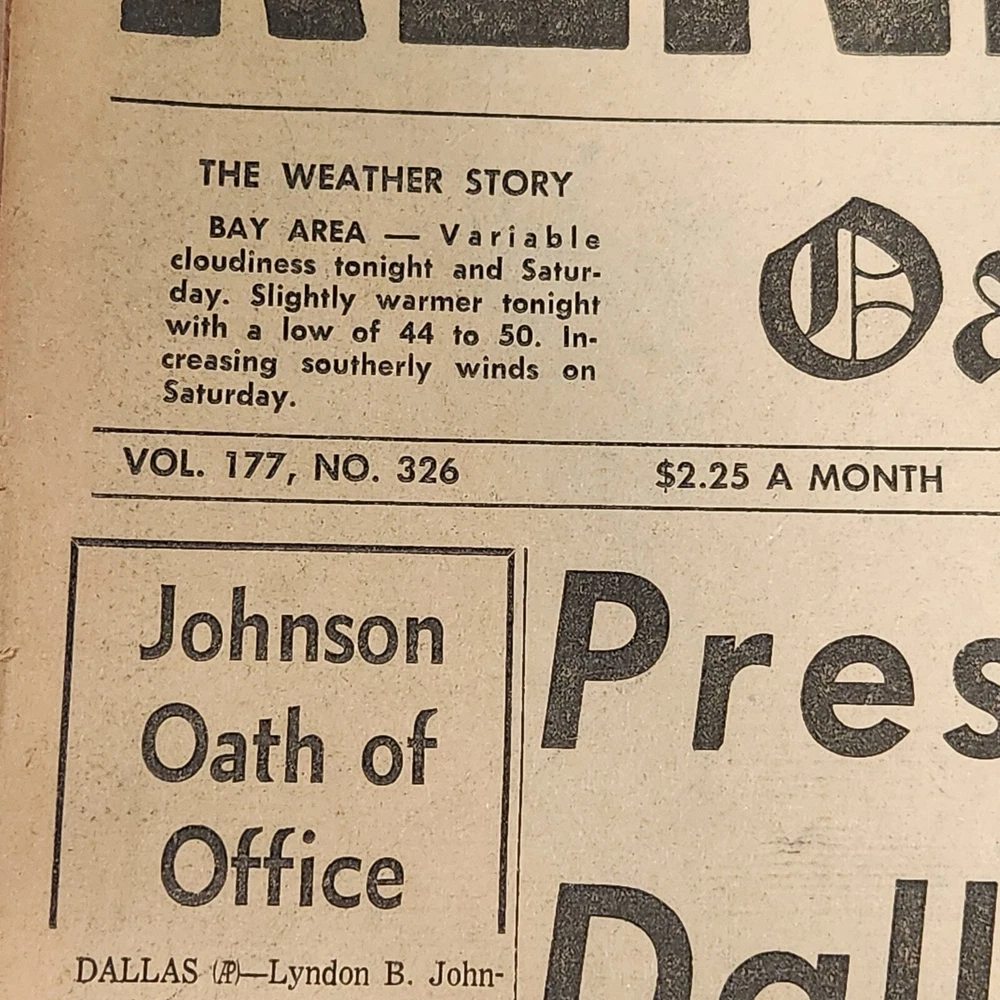 THE WEATHER STORY
BAY AREA — Variable
cloudiness tonight and Satur-
day. Slightly warmer tonight
with a low of 44 to 50. In-
creasing southerly winds on
Saturday.
VOL. 177, NO. 326
$2.25 A MONTH
Johnson
Oath of
Office
DALLAS (AP)—Lyndon B. John-
Pres
Dall